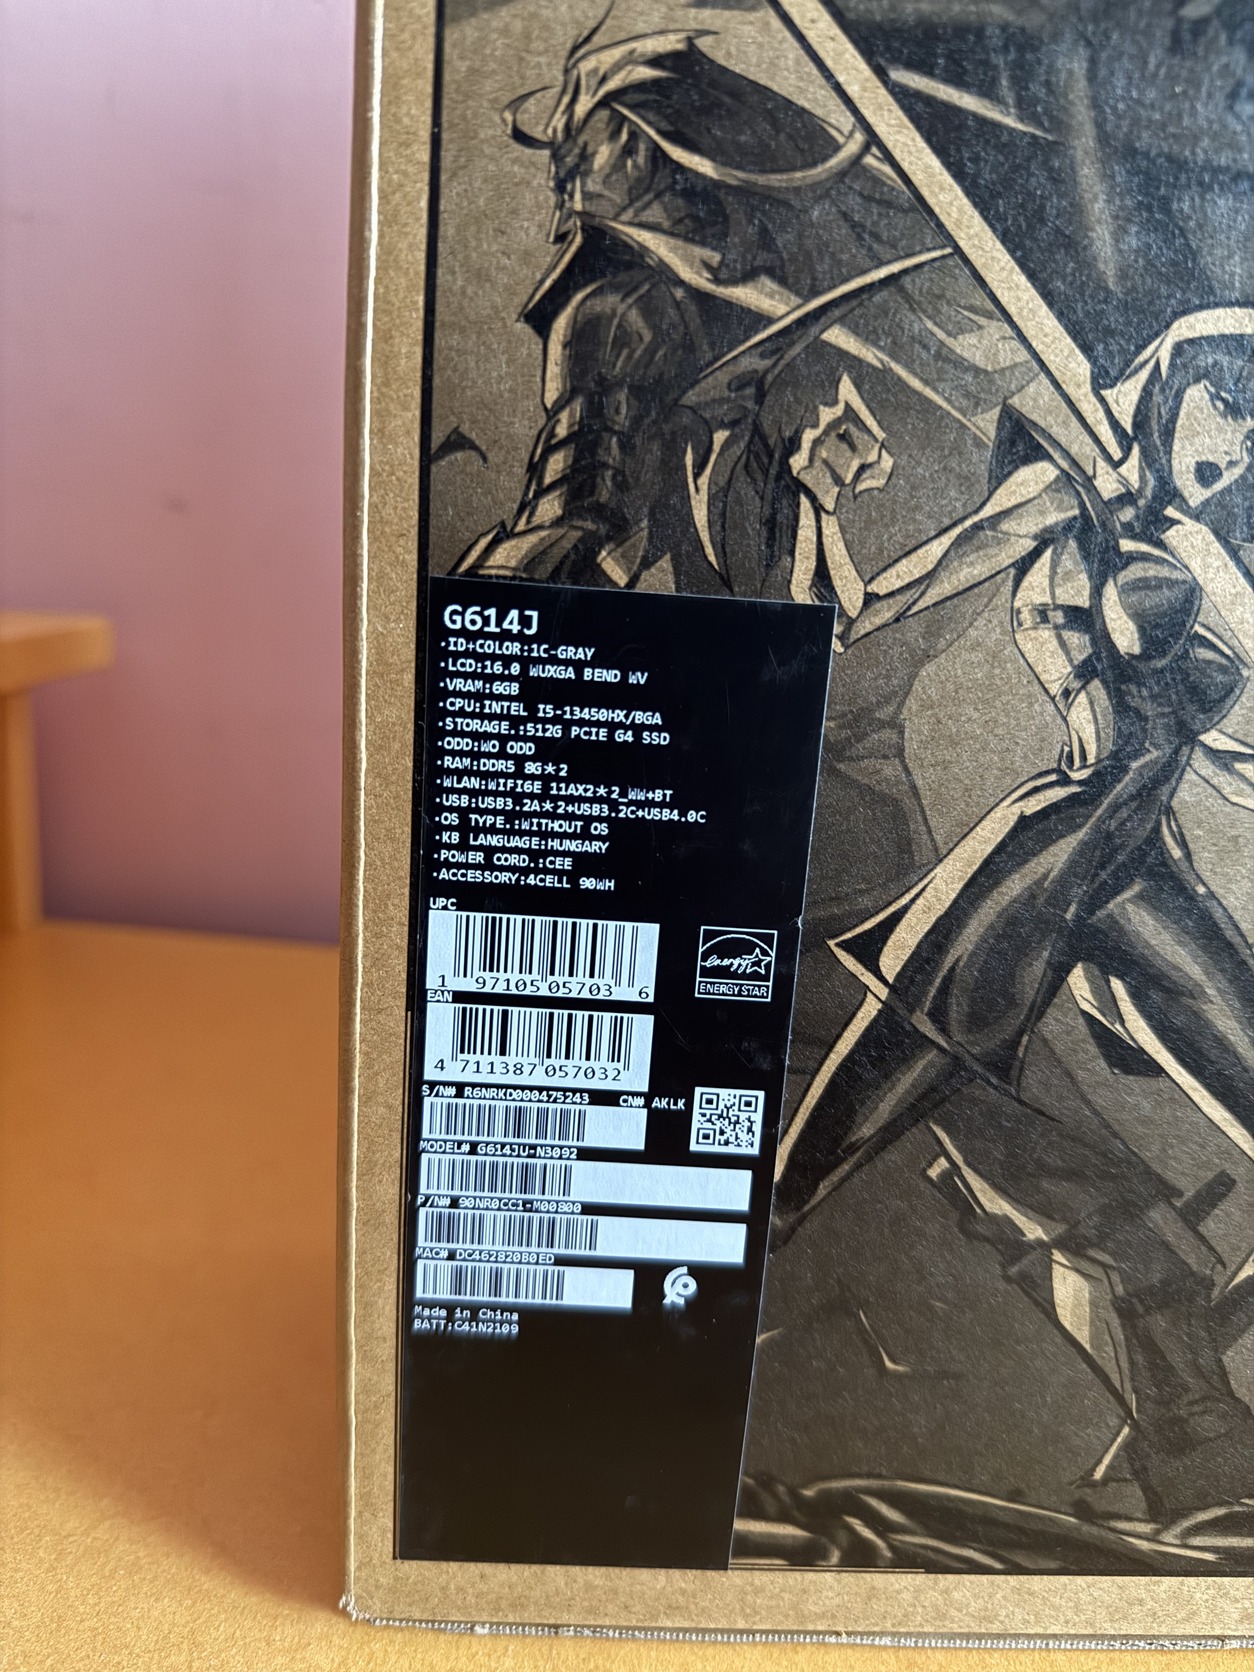 G614J
·ID+COLOR:1C-GRAY
·LCD:16.0 WUXGA BEND WV
·VRAM:6GB
·CPU:INTEL I5-13450HX/BGA
·STORAGE.:512G PCIE G4 SSD
·ODD:WO ODD
·RAM:DDR5 8G*2
·WLAN:WIFI6E 11AX2*2_WW+BT
·USB:USB3.2A*2+USB3.2C+USB4.0C
·OS TYPE.:WITHOUT OS
·KB LANGUAGE:HUNGARY
·POWER CORD.:CEE
·ACCESSORY:4CELL 90WH
UPC
1 97105 05703 6
energy
ENERGY STAR
EAN
4 711387 057032
S/N# R6NRKD000475243 CN# AKLK
MODEL# G614JU-N3092
P/N# 90NR0CC1-M00800
MAC# DC462820B0ED
Made in China
BATT:C41N2109